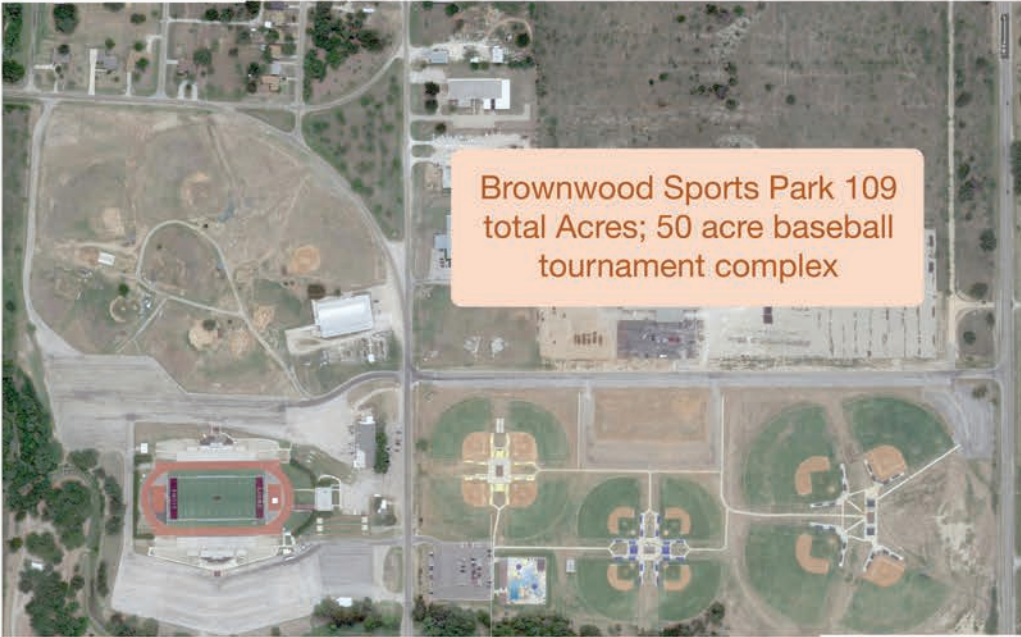 Brownwood Sports Park 109
total Acres; 50 acre baseball
tournament complex